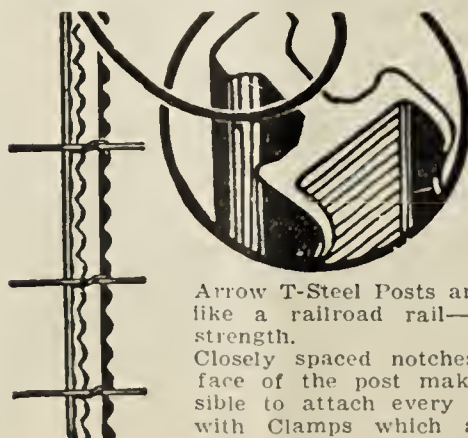 Arrow T-Steel Posts ar
like a railroad rail—
strength.
Closely spaced notches
face of the post mak
sible to attach every
with Clamps which a